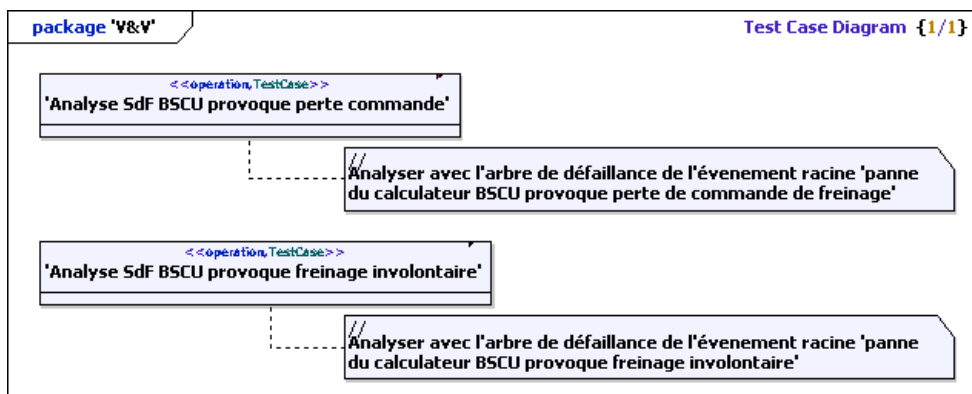 package 'V&V'
Test Case Diagram {1/1}
<<operation,TestCase>>
'Analyse SdF BSCU provoque perte commande'
//
Analyser avec l'arbre de défaillance de l'évenement racine 'panne
du calculateur BSCU provoque perte de commande de freinage'
<<operation,TestCase>>
'Analyse SdF BSCU provoque freinage involontaire'
//
Analyser avec l'arbre de défaillance de l'évenement racine 'panne
du calculateur BSCU provoque freinage involontaire'